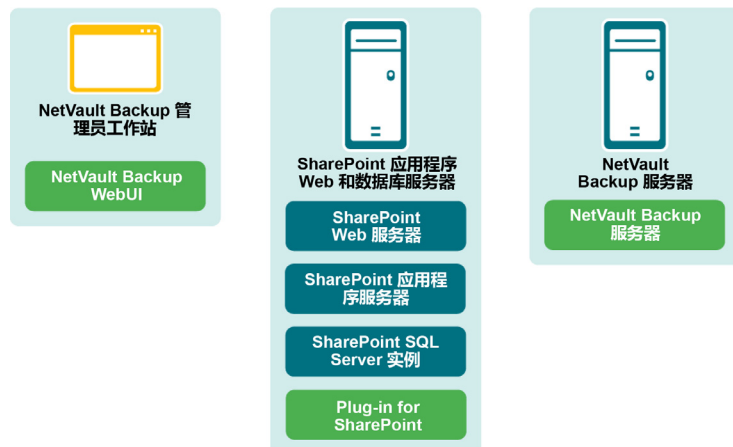 NetVault Backup 管
理员工作站
NetVault Backup
WebUI
SharePoint 应用程序
Web 和数据库服务器
SharePoint
Web 服务器
SharePoint 应用程
序服务器
SharePoint SQL
Server 实例
Plug-in for
SharePoint
NetVault
Backup 服务器
NetVault Backup
服务器